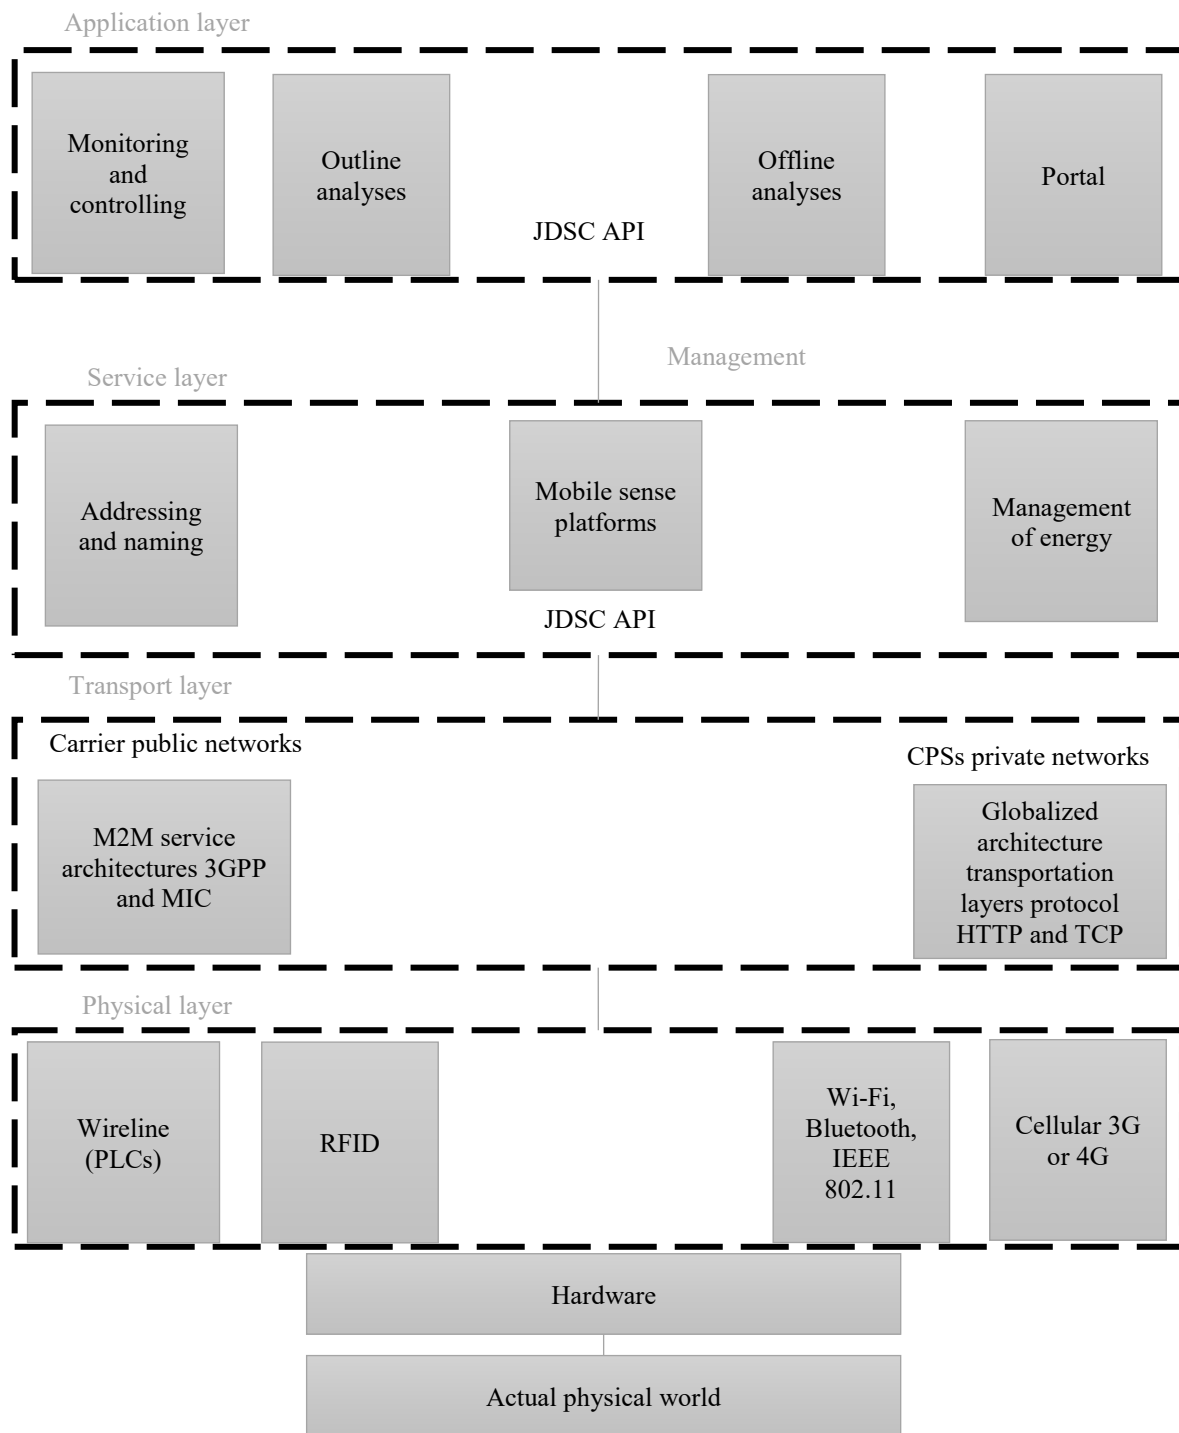 Application layer
Monitoring
and
controlling
Outline
analyses
JDSC API
Offline
analyses
Portal
Management
Service layer
Addressing
and naming
Mobile sense
platforms
JDSC API
Management
of energy
Transport layer
Carrier public networks
M2M service
architectures 3GPP
and MIC
CPSs private networks
Globalized
architecture
transportation
layers protocol
HTTP and TCP
Physical layer
Wireline
(PLCs)
RFID
Wi-Fi,
Bluetooth,
IEEE
802.11
Cellular 3G
or 4G
Hardware
Actual physical world